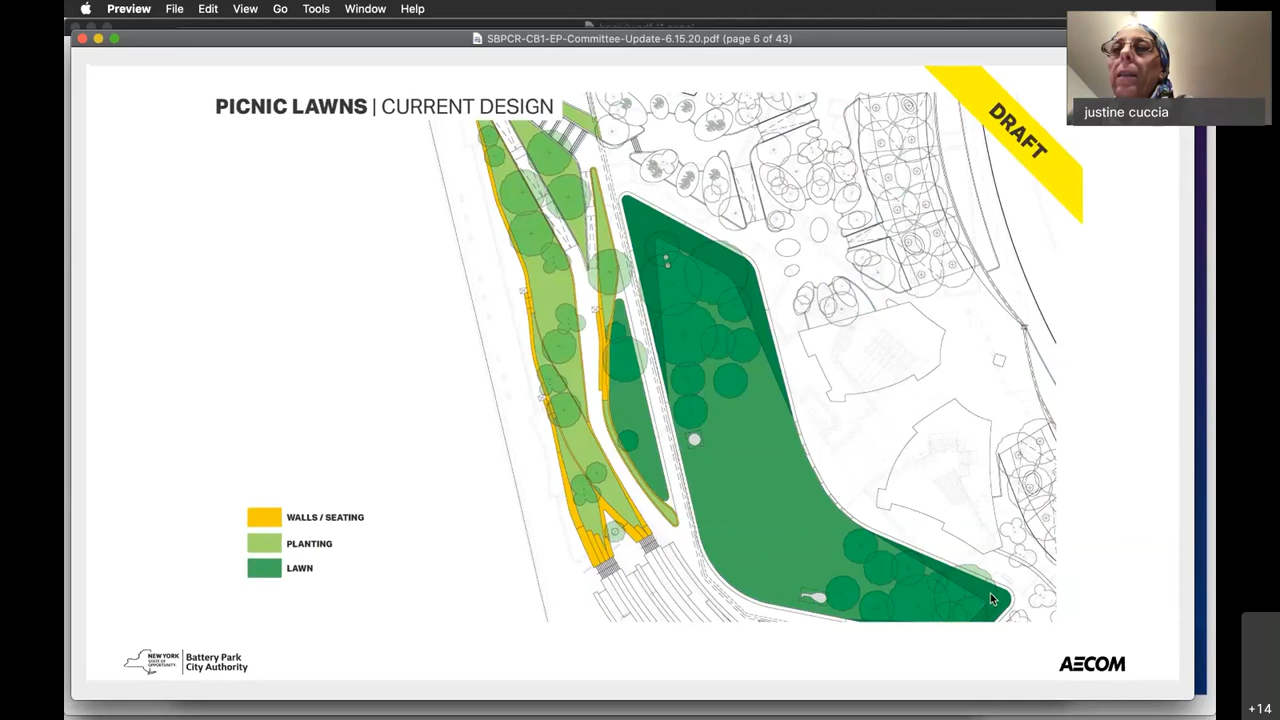 Preview File Edit View Go Tools Window Help
SBPCR-CB1-EP-Committee-Update-6.15.20.pdf (page 6 of 43)
justine cuccia
PICNIC LAWNS | CURRENT DESIGN
DRAFT
WALLS / SEATING
PLANTING
LAWN
NEW YORK
STATE OF
OPPORTUNITY.
Battery Park
City Authority
AECOM
+14